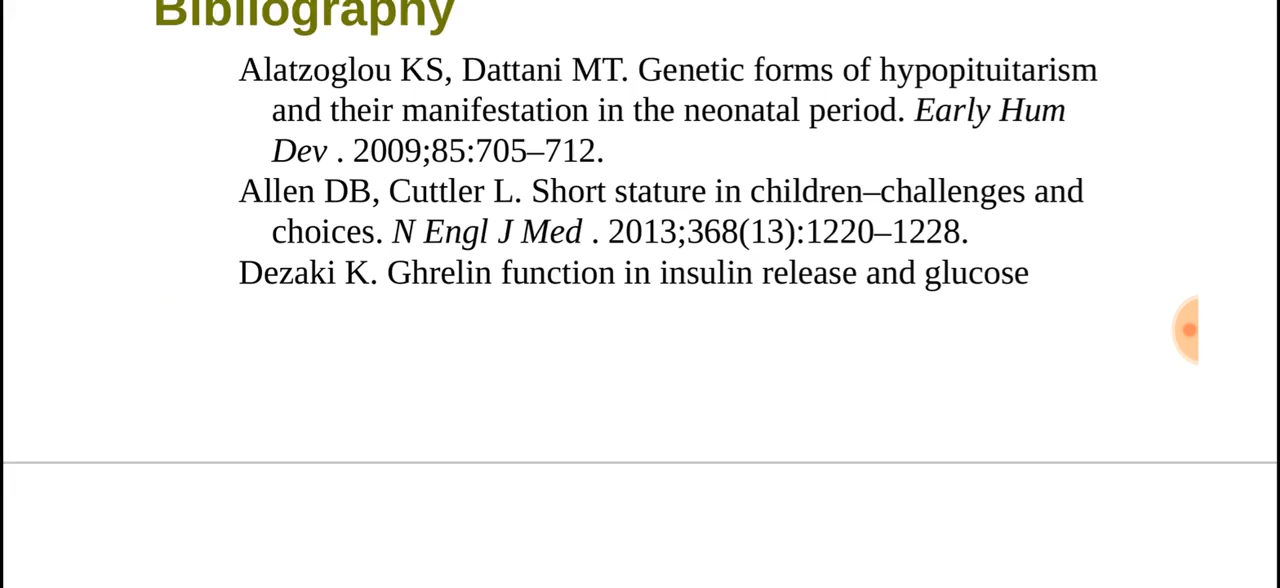 Bibliography
Alatzoglou KS, Dattani MT. Genetic forms of hypopituitarism
and their manifestation in the neonatal period. Early Hum
Dev . 2009;85:705–712.
Allen DB, Cuttler L. Short stature in children–challenges and
choices. N Engl J Med . 2013;368(13):1220–1228.
Dezaki K. Ghrelin function in insulin release and glucose